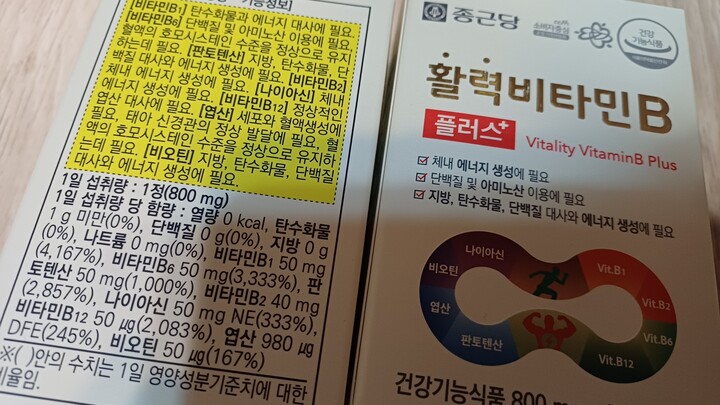 기능정보]
[비타민B1] 탄수화물과 에너지 대사에 필요,
[비타민B6] 단백질 및 아미노산 이용에 필요,
혈액의 호모시스테인 수준을 정상으로 유지
하는데 필요. [판토텐산] 지방, 탄수화물, 단
백질 대사와 에너지 생성에 필요. [비타민B2]
체내 에너지 생성에 필요. [나이아신] 체내
에너지 생성에 필요. [비타민B12] 정상적인
엽산 대사에 필요. [엽산] 세포와 혈액생성에
필요, 태아 신경관의 정상 발달에 필요, 혈
액의 호모시스테인 수준을 정상으로 유지하
는데 필요. [비오틴] 지방, 탄수화물, 단백질
대사와 에너지 생성에 필요.
1일 섭취량 : 1정(800 mg)
1일 섭취량 당 함량 : 열량 0 kcal, 탄수화물
1 g 미만(0%), 단백질 0 g(0%), 지방 0 g
(0%), 나트륨 0 mg(0%), 비타민B1 50 mg
(4,167%), 비타민B6 50 mg(3,333%), 판
토텐산 50 mg(1,000%), 비타민B2 40 mg
(2,857%), 나이아신 50 mg NE(333%),
비타민B12 50 μg(2,083%), 엽산 980 μg
DFE(245%), 비오틴 50 μg(167%)
※( )안의 수치는 1일 영양성분기준치에 대한
비율임.
종근당
소비자중심
건강
기능식품
활력비타민B
플러스+
Vitality VitaminB Plus
체내 에너지 생성에 필요
단백질 및 아미노산 이용에 필요
지방, 탄수화물, 단백질 대사와 에너지 생성에 필요
나이아신
비오틴
엽산
판토텐산
Vit.B1
Vit.B2
Vit.B6
Vit.B12
건강기능식품 800